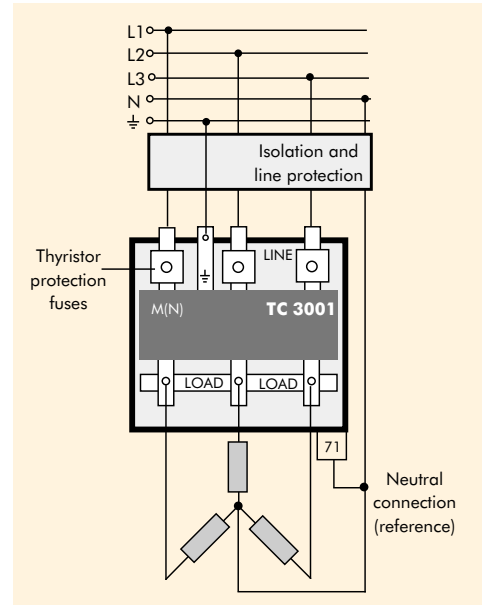 L1
L2
L3
N
Isolation and
line protection
Thyristor
protection
fuses
LINE
M(N)
TC 3001
LOAD
LOAD
71
Neutral
connection
(reference)